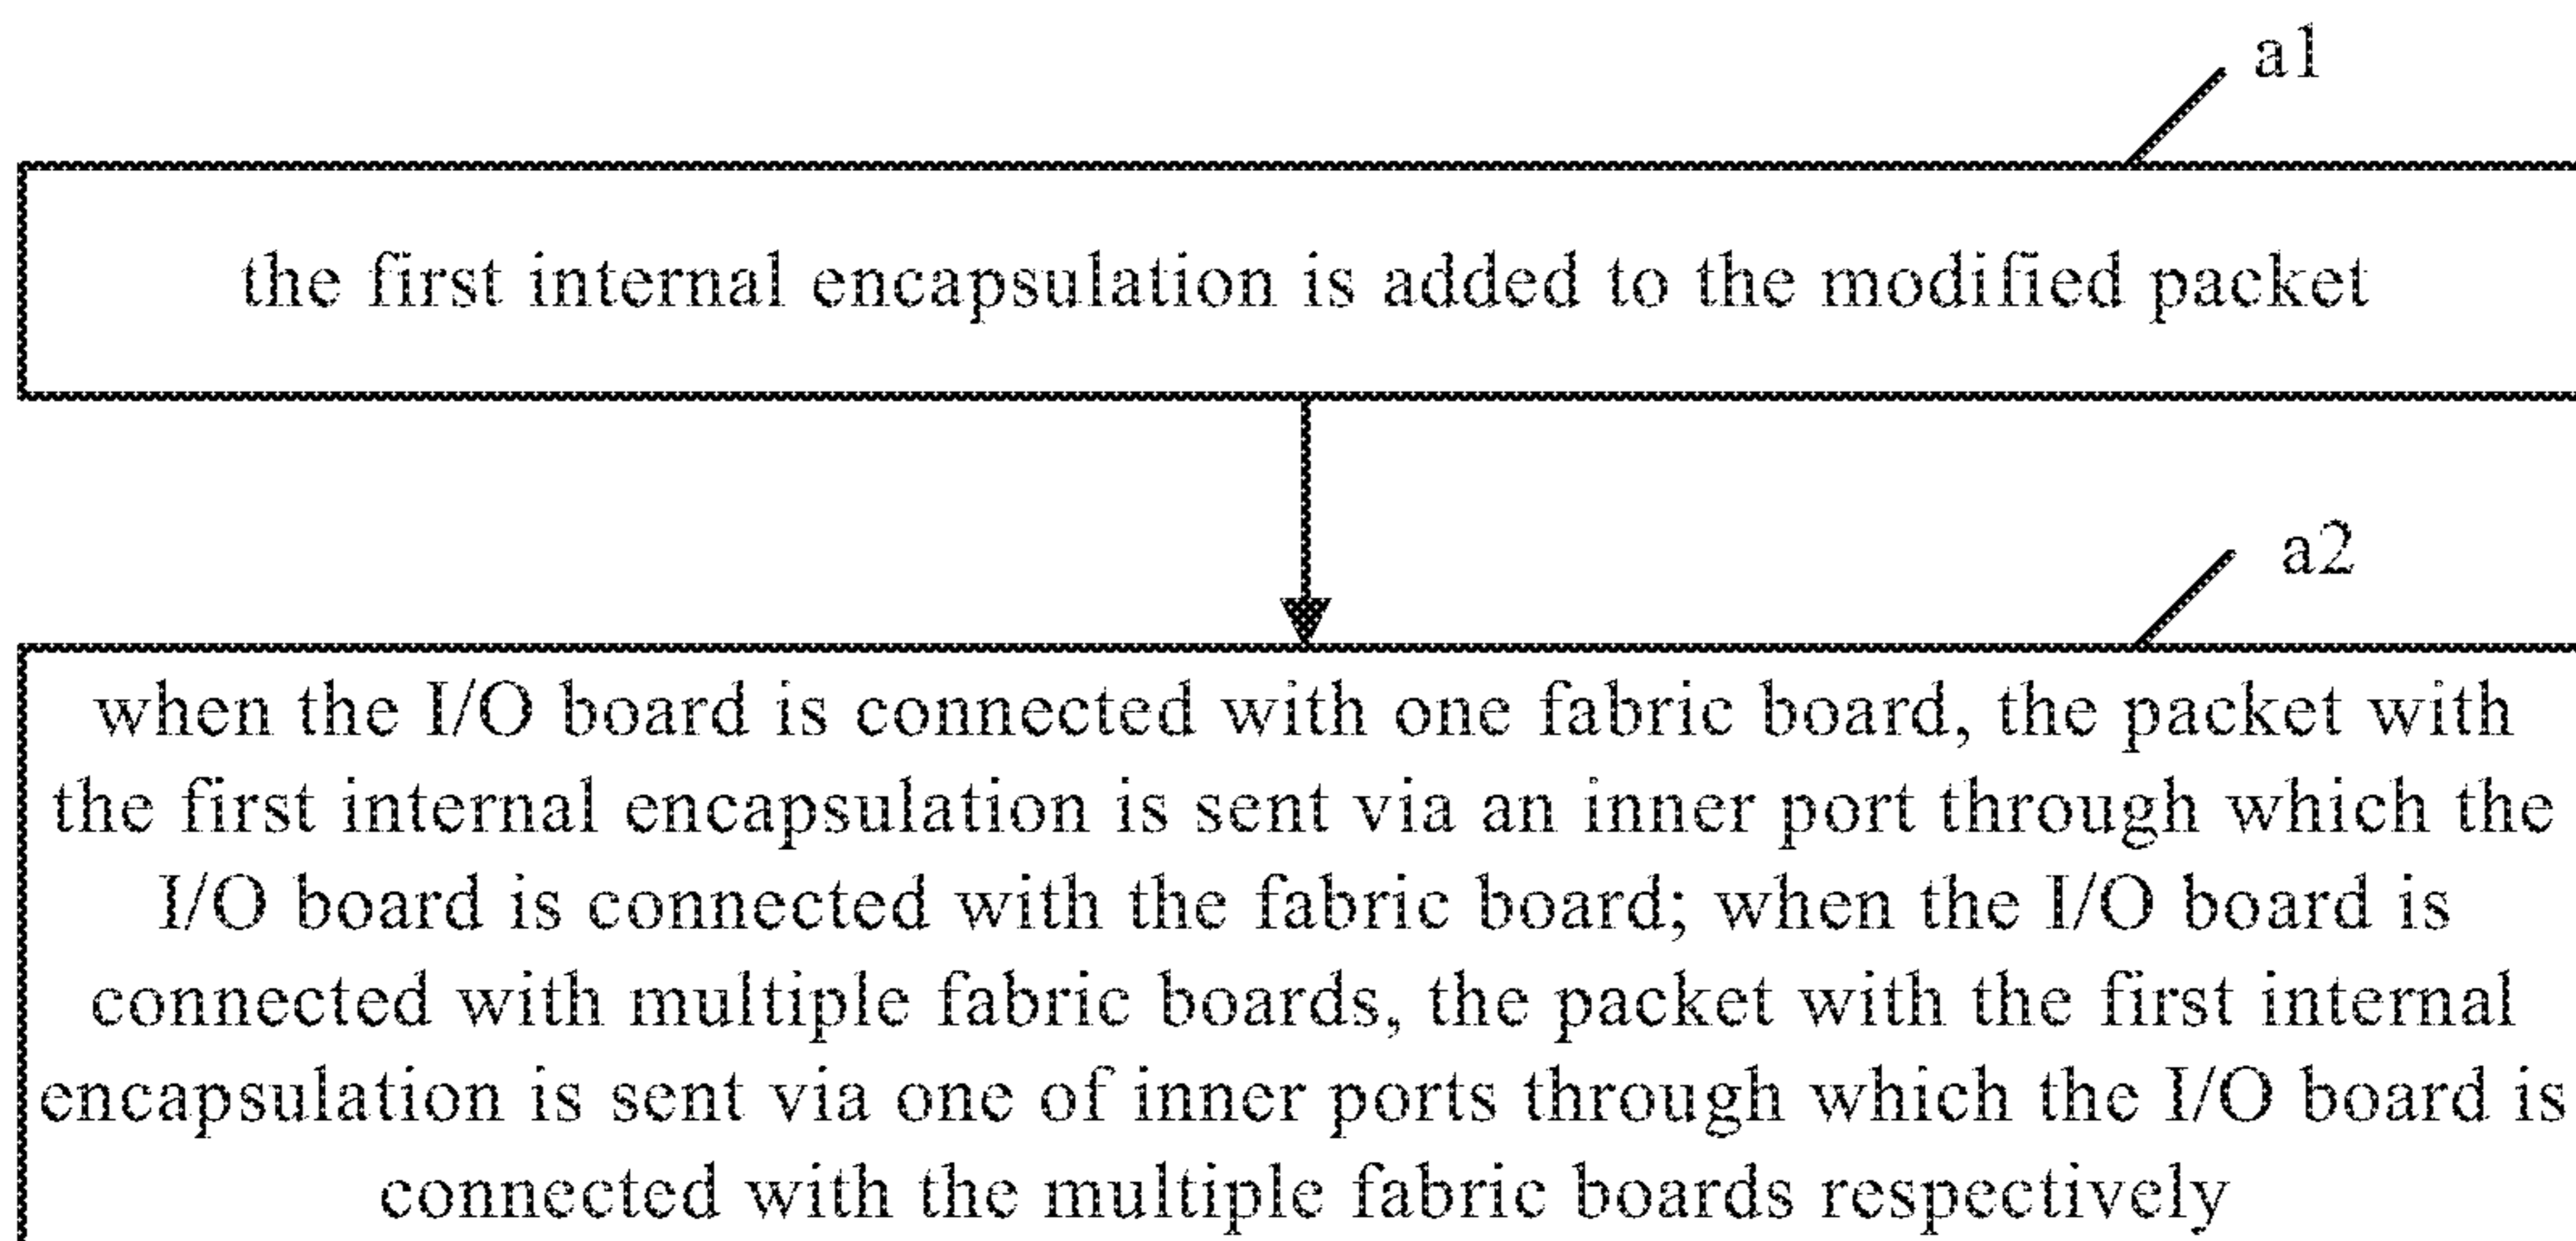 a1
the first internal encapsulation is added to the modified packet
a2
when the I/O board is connected with one fabric board, the packet with
the first internal encapsulation is sent via an inner port through which the
I/O board is connected with the fabric board; when the I/O board is
connected with multiple fabric boards, the packet with the first internal
encapsulation is sent via one of inner ports through which the I/O board is
connected with the multiple fabric boards respectively